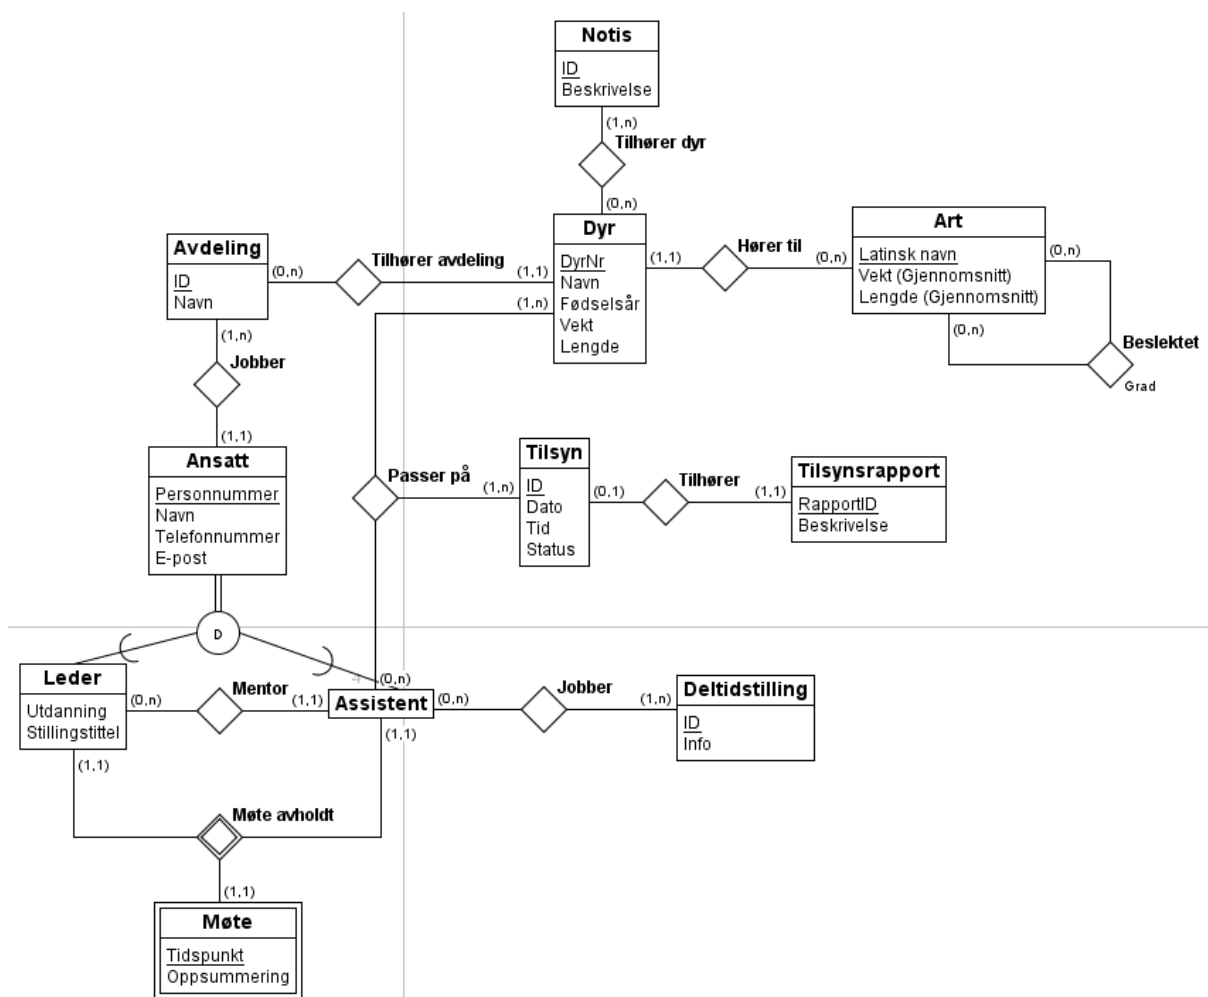 Notis
ID
Beskrivelse
(1,n)
Tilhører dyr
(0,n)
Avdeling
ID
Navn
(0,n)
Tilhører avdeling
(1,1)
(1,n)
Dyr
DyrNr
Navn
Fødselsår
Vekt
Lengde
(1,1)
Hører til
(0,n)
Art
Latinsk navn
Vekt (Gjennomsnitt)
Lengde (Gjennomsnitt)
(0,n)
(0,n)
Beslektet
Grad
(1,n)
Jobber
(1,1)
Ansatt
Personnummer
Navn
Telefonnummer
E-post
Passer på
(1,n)
Tilsyn
ID
Dato
Tid
Status
(0,1)
Tilhører
(1,1)
Tilsynsrapport
RapportID
Beskrivelse
D
Leder
Utdanning
Stillingstittel
(0,n)
Mentor
(1,1)
(0,n)
Assistent
(0,n)
Jobber
(1,n)
Deltidstilling
ID
Info
(1,1)
(1,1)
Møte avholdt
(1,1)
Møte
Tidspunkt
Oppsummering